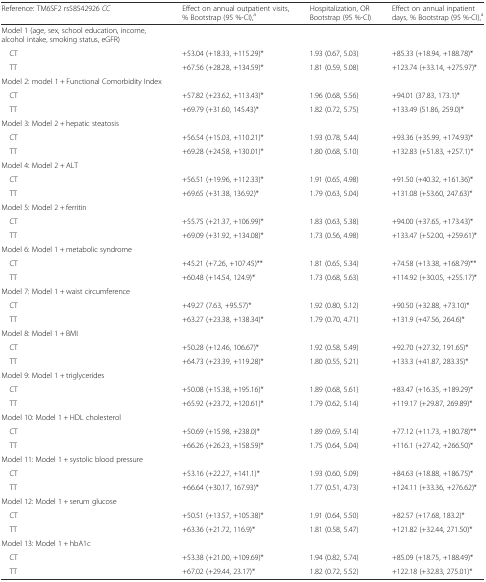 Reference: TM6SF2 rs58542926 CC | Effect on annual outpatient visits, % Bootstrap (95 %-CI),a | Hospitalization, OR Bootstrap (95 %-CI) | Effect on annual inpatient days, % Bootstrap (95 %-CI),a
Model 1 (age, sex, school education, income, alcohol intake, smoking status, eGFR)
CT +53.04 (+18.33, +115.29)* 1.93 (0.67, 5.03) +85.33 (+18.94, +188.78)*
TT +67.56 (+28.28, +134.59)* 1.81 (0.59, 5.08) +123.74 (+33.14, +275.97)*
Model 2: model 1 + Functional Comorbidity Index
CT +57.82 (+23.62, +113.43)* 1.96 (0.68, 5.56) +94.01 (37.83, 173.1)*
TT +69.79 (+31.60, 145.43)* 1.82 (0.72, 5.75) +133.49 (51.86, 259.0)*
Model 3: Model 2 + hepatic steatosis
CT +56.54 (+15.03, +110.21)* 1.93 (0.78, 5.44) +93.36 (+35.99, +174.93)*
TT +69.28 (+24.58, +130.01)* 1.80 (0.68, 5.10) +132.83 (+51.83, +257.1)*
Model 4: Model 2 + ALT
CT +56.51 (+19.96, +112.33)* 1.91 (0.65, 4.98) +91.50 (+40.32, +161.36)*
TT +69.65 (+31.38, 136.92)* 1.79 (0.63, 5.04) +131.08 (+53.60, 247.63)*
Model 5: Model 2 + ferritin
CT +55.75 (+21.37, +106.99)* 1.83 (0.63, 5.38) +94.00 (+37.65, +173.43)*
TT +69.09 (+31.92, +134.08)* 1.73 (0.56, 4.98) +133.47 (+52.00, +259.61)*
Model 6: Model 1 + metabolic syndrome
CT +45.21 (+7.26, +107.45)** 1.81 (0.65, 5.34) +74.58 (+13.38, +168.79)**
TT +60.48 (+14.54, 124.9)* 1.73 (0.68, 5.63) +114.92 (+30.05, +255.17)*
Model 7: Model 1 + waist circumference
CT +49.27 (7.63, +95.57)* 1.92 (0.80, 5.12) +90.50 (+32.88, +73.10)*
TT +63.27 (+23.38, +138.34)* 1.79 (0.70, 4.71) +131.9 (+47.56, 264.6)*
Model 8: Model 1 + BMI
CT +50.28 (+12.46, 106.67)* 1.92 (0.58, 5.49) +92.70 (+27.32, 191.65)*
TT +64.73 (+23.39, +119.28)* 1.80 (0.55, 5.21) +133.3 (+41.87, 283.35)*
Model 9: Model 1 + triglycerides
CT +50.08 (+15.38, +195.16)* 1.89 (0.68, 5.61) +83.47 (+16.35, +189.29)*
TT +65.92 (+23.72, +120.61)* 1.79 (0.62, 5.14) +119.17 (+29.87, 269.89)*
Model 10: Model 1 + HDL cholesterol
CT +50.69 (+15.98, +238.0)* 1.89 (0.69, 5.14) +77.12 (+11.73, +180.78)**
TT +66.26 (+26.23, +158.59)* 1.75 (0.64, 5.04) +116.1 (+27.42, +266.50)*
Model 11: Model 1 + systolic blood pressure
CT +53.16 (+22.27, +141.1)* 1.93 (0.60, 5.09) +84.63 (+18.88, +186.75)*
TT +66.64 (+30.17, 167.93)* 1.77 (0.51, 4.73) +124.11 (+33.36, +276.62)*
Model 12: Model 1 + serum glucose
CT +50.51 (+13.57, +105.38)* 1.91 (0.64, 5.50) +82.57 (+17.68, 183.2)*
TT +63.36 (+21.72, 116.9)* 1.81 (0.58, 5.47) +121.82 (+32.44, 271.50)*
Model 13: Model 1 + hbA1c
CT +53.38 (+21.00, +109.69)* 1.94 (0.82, 5.74) +85.09 (+18.75, +188.49)*
TT +67.02 (+29.44, 23.17)* 1.82 (0.72, 5.52) +122.18 (+32.83, 275.01)*